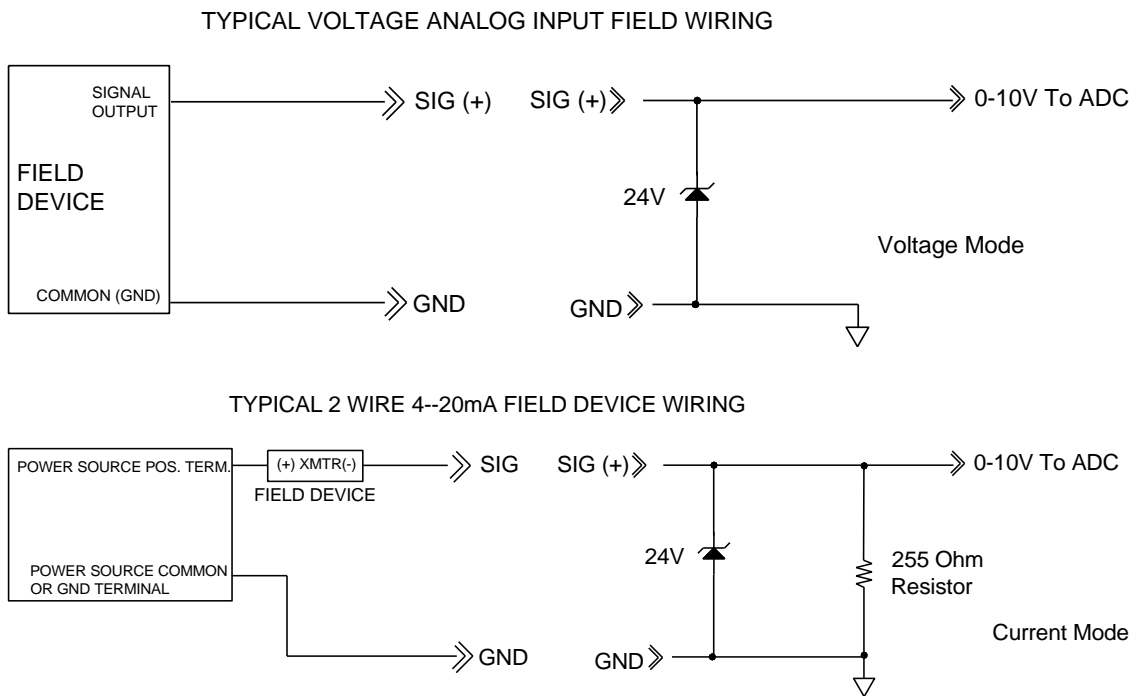 TYPICAL VOLTAGE ANALOG INPUT FIELD WIRING
SIGNAL
OUTPUT
FIELD
DEVICE
COMMON (GND)
SIG (+)
GND
SIG (+)
0-10V To ADC
24V
Voltage Mode
GND
TYPICAL 2 WIRE 4--20mA FIELD DEVICE WIRING
POWER SOURCE POS. TERM.
(+) XMTR(-)
FIELD DEVICE
POWER SOURCE COMMON
OR GND TERMINAL
SIG
GND
SIG (+)
0-10V To ADC
24V
255 Ohm
Resistor
Current Mode
GND